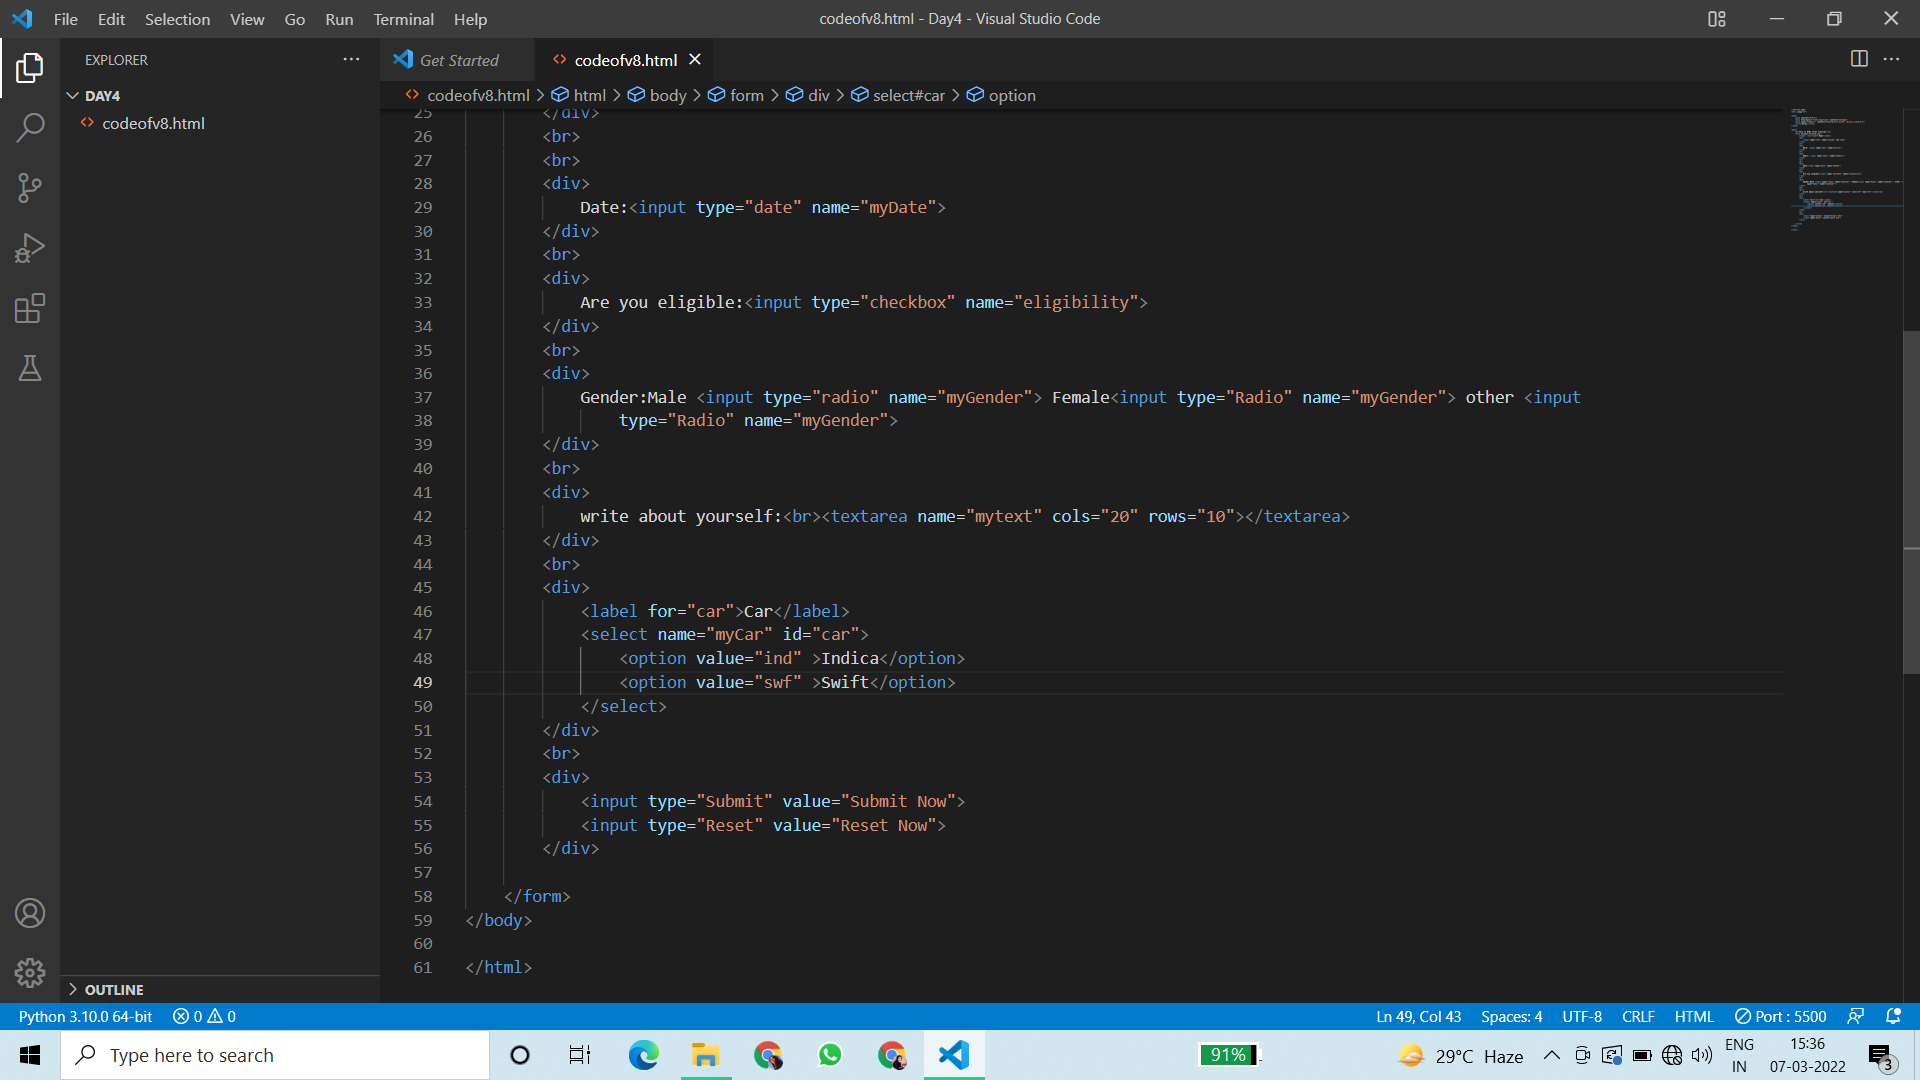 File Edit Selection View Go Run Terminal Help
codeofv8.html - Day4 - Visual Studio Code
EXPLORER
Get Started
codeofv8.html
DAY4
codeofv8.html
codeofv8.html > html > body > form > div > select#car > option
25 </div>
26 <br>
27 <br>
28 <div>
29 Date:<input type="date" name="myDate">
30 </div>
31 <br>
32 <div>
33 Are you eligible:<input type="checkbox" name="eligibility">
34 </div>
35 <br>
36 <div>
37 Gender:Male <input type="radio" name="myGender"> Female<input type="Radio" name="myGender"> other <input
38 type="Radio" name="myGender">
39 </div>
40 <br>
41 <div>
42 write about yourself:<br><textarea name="mytext" cols="20" rows="10"></textarea>
43 </div>
44 <br>
45 <div>
46 <label for="car">Car</label>
47 <select name="myCar" id="car">
48 <option value="ind" >Indica</option>
49 <option value="swf" >Swift</option>
50 </select>
51 </div>
52 <br>
53 <div>
54 <input type="Submit" value="Submit Now">
55 <input type="Reset" value="Reset Now">
56 </div>
57
58 </form>
59 </body>
60
61 </html>
OUTLINE
Python 3.10.0 64-bit 0 0
Ln 49, Col 43 Spaces: 4 UTF-8 CRLF HTML Port : 5500
Type here to search
91%
29°C Haze
ENG
IN
15:36
07-03-2022
3